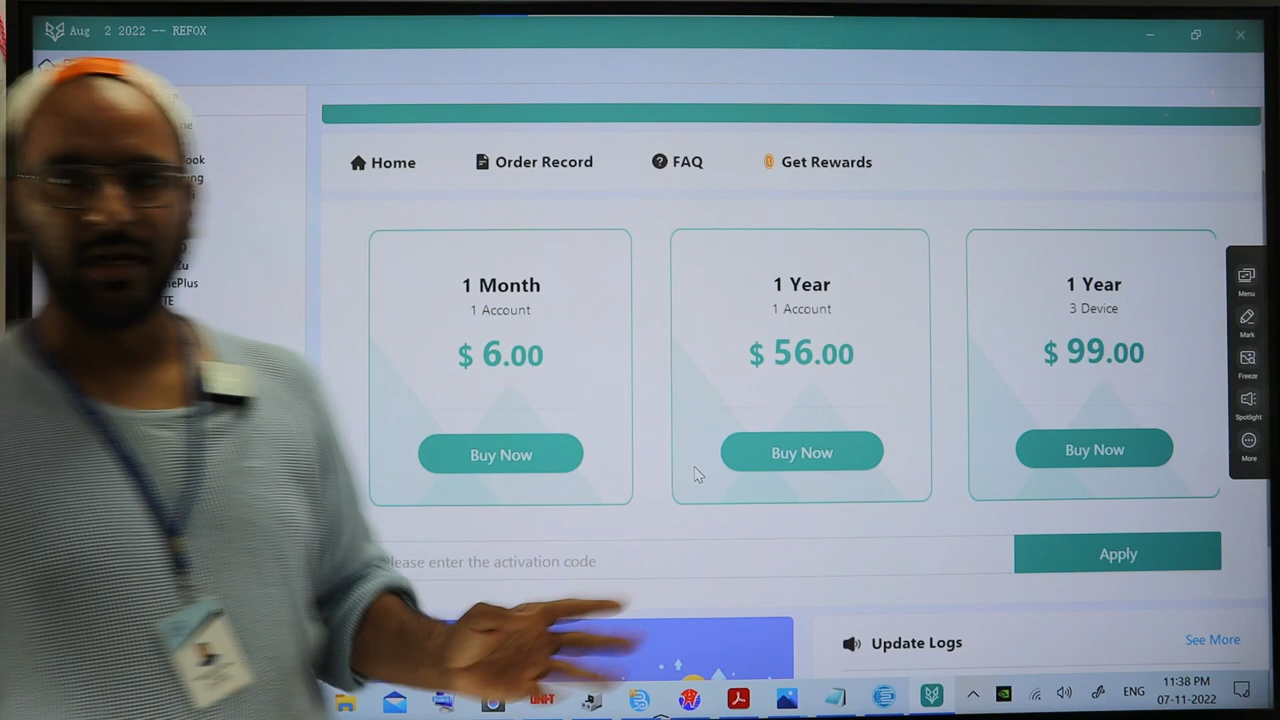 Aug 2 2022 -- REFOX
Home
Order Record
FAQ
Get Rewards
1 Month
1 Account
$ 6.00
Buy Now
1 Year
1 Account
$ 56.00
Buy Now
1 Year
3 Device
$ 99.00
Buy Now
lease enter the activation code
Apply
Update Logs
See More
Menu
Mark
Freeze
Spotlight
More
UNI-T
ENG
11:38 PM
07-11-2022